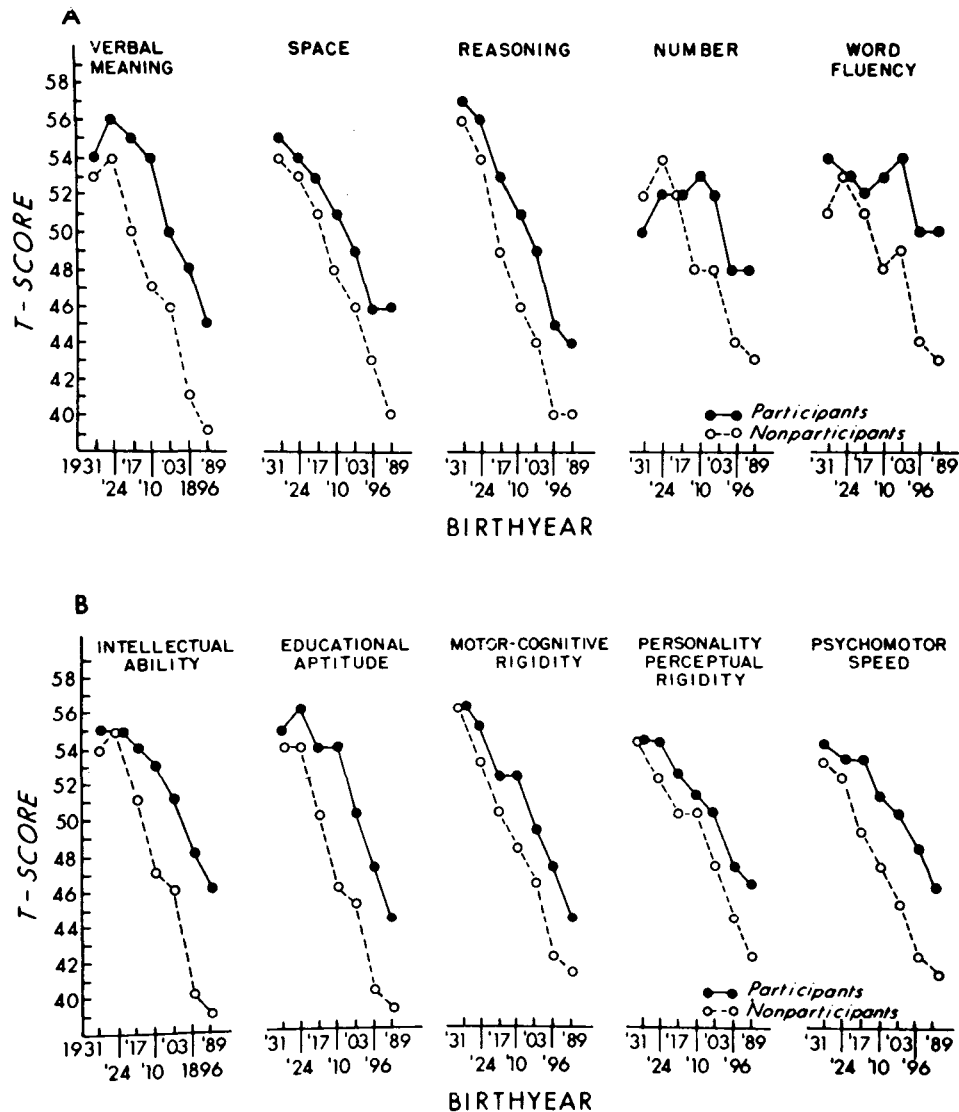 A
VERBAL MEANING
SPACE
REASONING
NUMBER
WORD FLUENCY
58
56
54
52
50
48
46
44
42
40
T-SCORE
Participants
Nonparticipants
1931 '17 '03 '89
'24 '10 1896
'31 '17 '03 '89
'24 '10 '96
'31 '17 '03 '89
'24 '10 '96
'31 '17 '03 '89
'24 '10 '96
'31 '17 '03 '89
'24 '10 '96
BIRTHYEAR
B
INTELLECTUAL ABILITY
EDUCATIONAL APTITUDE
MOTOR-COGNITIVE RIGIDITY
PERSONALITY PERCEPTUAL RIGIDITY
PSYCHOMOTOR SPEED
58
56
54
52
50
48
46
44
42
40
T-SCORE
Participants
Nonparticipants
1931 '17 '03 '89
'24 '10 1896
'31 '17 '03 '89
'24 '10 '96
'31 '17 '03 '89
'24 '10 '96
'31 '17 '03 '89
'24 '10 '96
'31 '17 '03 '89
'24 '10 '96
BIRTHYEAR